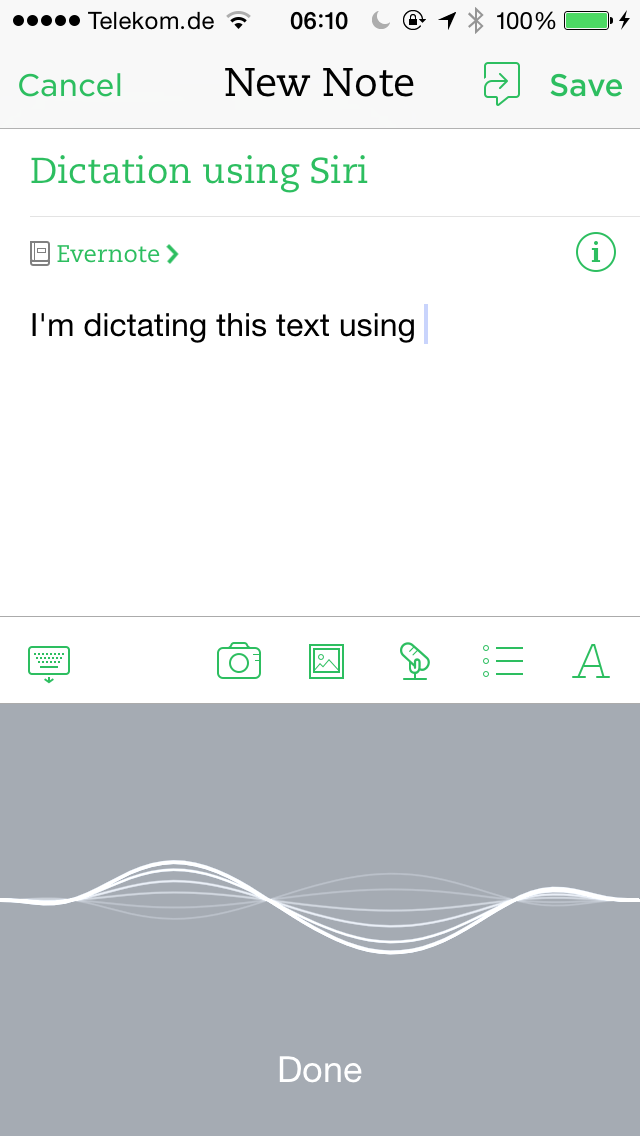 Telekom.de 06:10 100%
Cancel New Note Save
Dictation using Siri
Evernote
I'm dictating this text using
A
Done